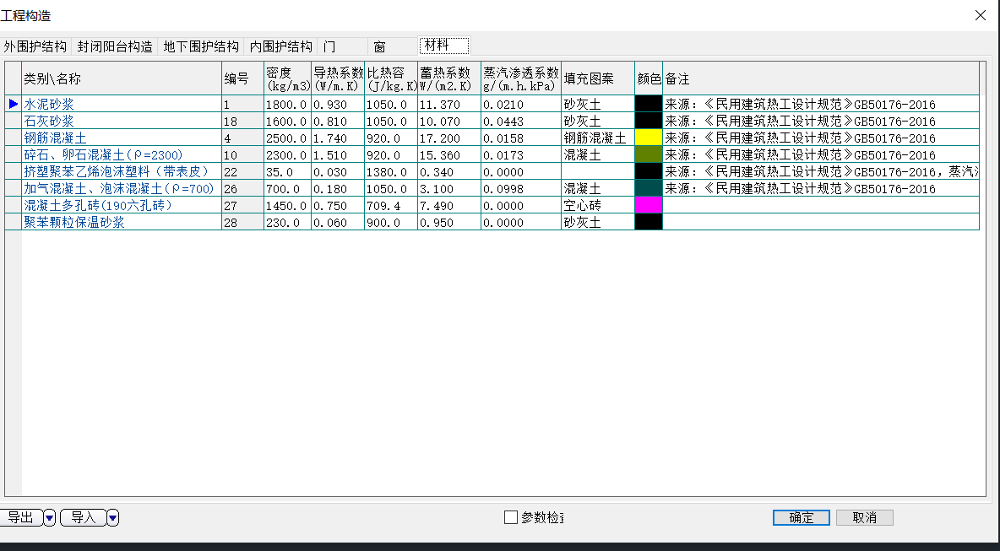 工程构造
外围护结构 封闭阳台构造 地下围护结构 内围护结构 门 窗 材料
类别\名称 编号 密度(kg/m3) 导热系数(W/m.K) 比热容(J/kg.K) 蓄热系数W/(m2.K) 蒸汽渗透系数g/(m.h.kPa) 填充图案 颜色 备注
水泥砂浆 1 1800.0 0.930 1050.0 11.370 0.0210 砂灰土 来源：《民用建筑热工设计规范》GB50176-2016
石灰砂浆 18 1600.0 0.810 1050.0 10.070 0.0443 砂灰土 来源：《民用建筑热工设计规范》GB50176-2016
钢筋混凝土 4 2500.0 1.740 920.0 17.200 0.0158 钢筋混凝土 来源：《民用建筑热工设计规范》GB50176-2016
碎石、卵石混凝土(ρ=2300) 10 2300.0 1.510 920.0 15.360 0.0173 混凝土 来源：《民用建筑热工设计规范》GB50176-2016
挤塑聚苯乙烯泡沫塑料（带表皮） 22 35.0 0.030 1380.0 0.340 0.0000 来源：《民用建筑热工设计规范》GB50176-2016，蒸汽
加气混凝土、泡沫混凝土(ρ=700) 26 700.0 0.180 1050.0 3.100 0.0998 混凝土 来源：《民用建筑热工设计规范》GB50176-2016
混凝土多孔砖(190六孔砖) 27 1450.0 0.750 709.4 7.490 0.0000 空心砖
聚苯颗粒保温砂浆 28 230.0 0.060 900.0 0.950 0.0000 砂灰土
导出 导入 参数检 确定 取消